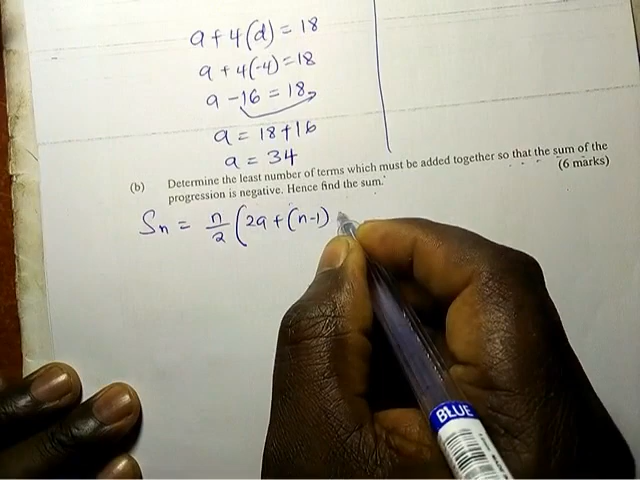 a + 4(d) = 18
a + 4(-4) = 18
a - 16 = 18
a = 18 + 16
a = 34
(b) Determine the least number of terms which must be added together so that the sum of the
progression is negative. Hence find the sum. (6 marks)
Sn = n/2 (2a + (n-1)
BLUE